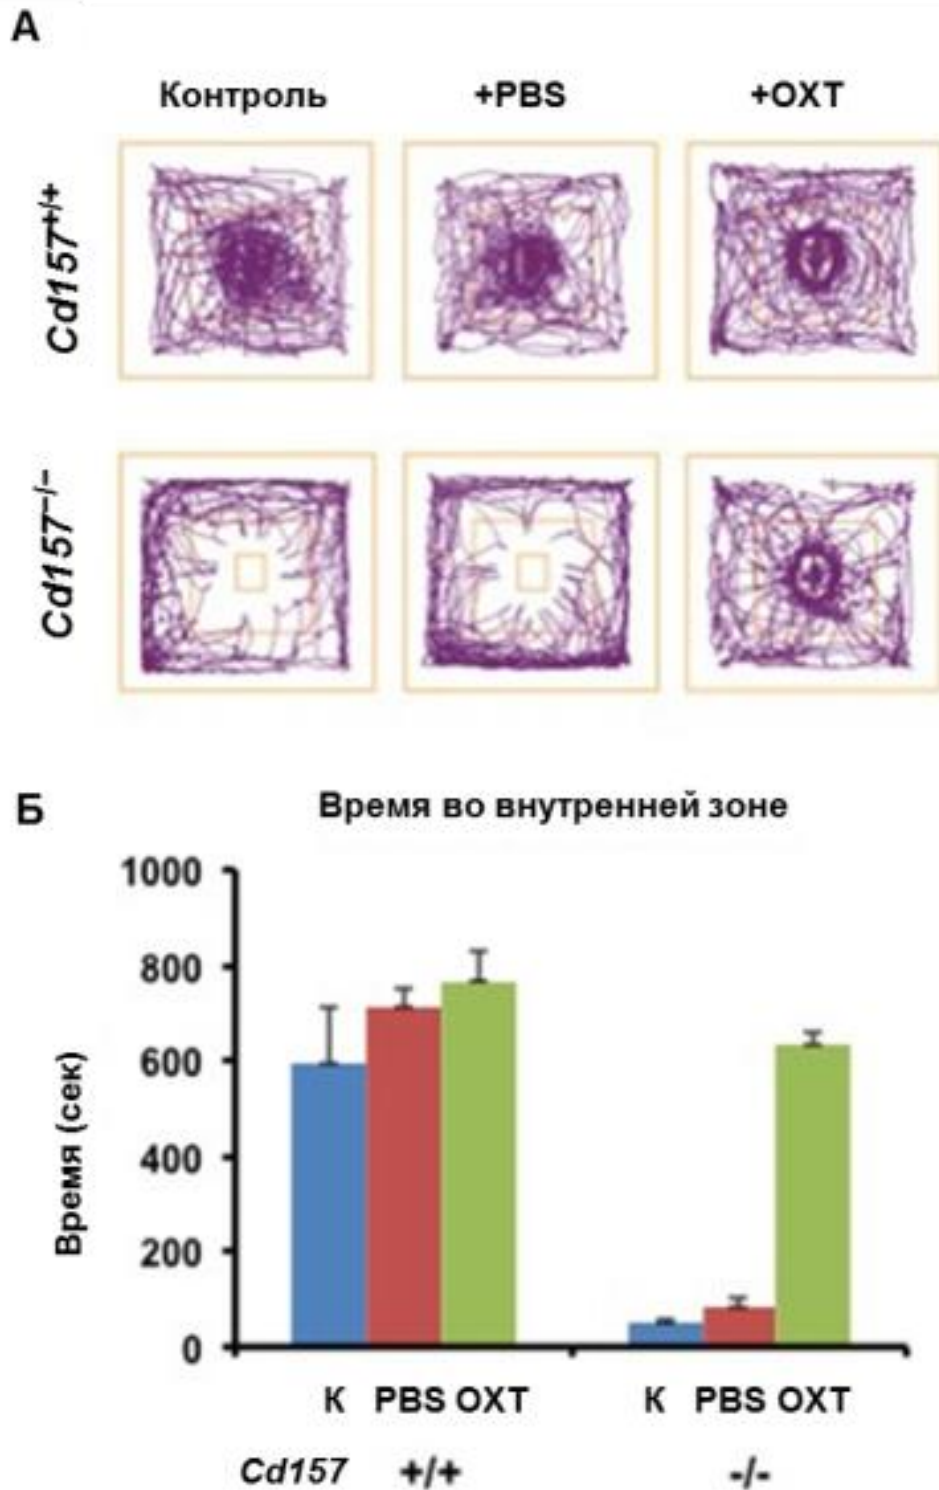 А
Контроль +PBS +OXT
Cd157+/+
Cd157–/–
Б
Время во внутренней зоне
Время (сек)
1000
800
600
400
200
0
К PBS OXT К PBS OXT
Cd157 +/+ -/-